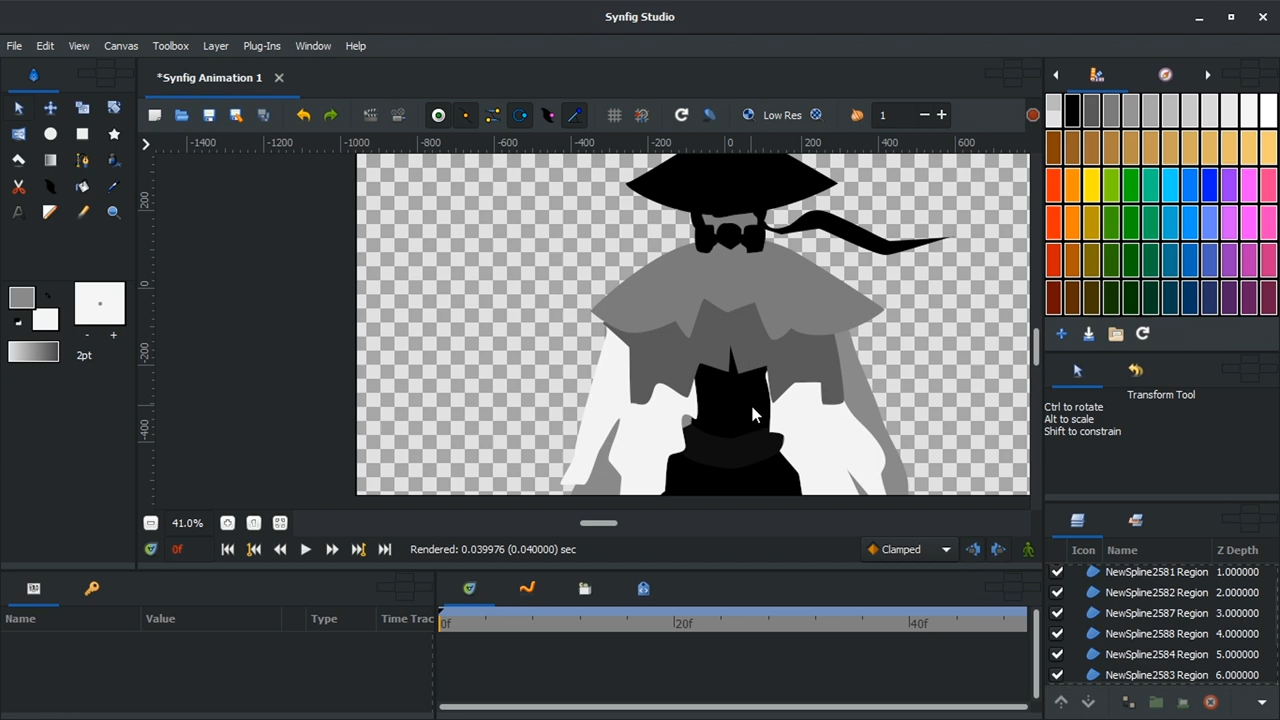 Synfig Studio
File Edit View Canvas Toolbox Layer Plug-Ins Window Help
*Synfig Animation 1
Low Res 1
-1400 -1200 -1000 -800 -600 -400 -200 0 200 400 600
200
0
-200
-400
2pt
Transform Tool
Ctrl to rotate
Alt to scale
Shift to constrain
41.0%
0f
Rendered: 0.039976 (0.040000) sec
Clamped
Icon Name Z Depth
NewSpline2581 Region 1.000000
NewSpline2582 Region 2.000000
NewSpline2587 Region 3.000000
NewSpline2588 Region 4.000000
NewSpline2584 Region 5.000000
NewSpline2583 Region 6.000000
Name Value Type Time Trac
0f 20f 40f